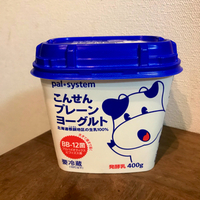 pal*system
こんせん
プレーン
ヨーグルト
北海道根釧地区の生乳100%
BB-12菌
要冷蔵
発酵乳 400g